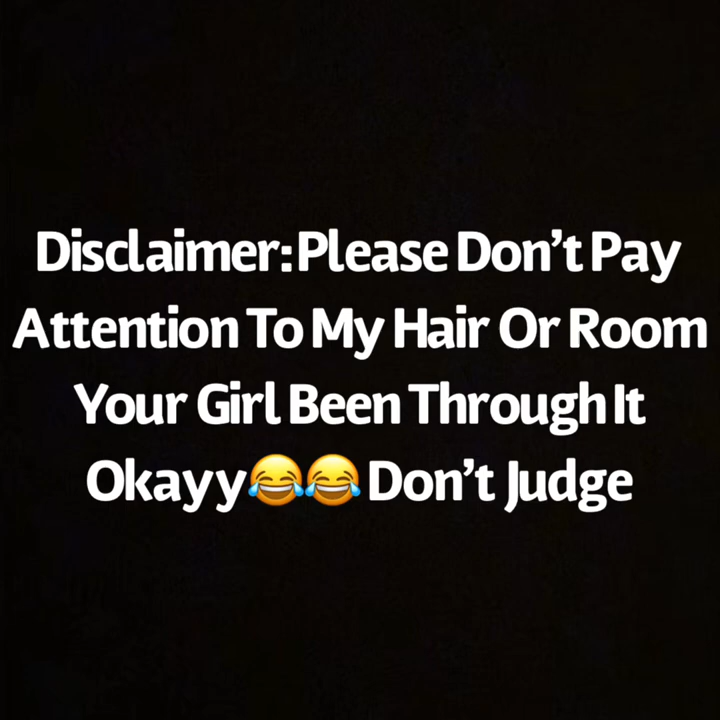 Disclaimer:Please Don’t Pay
Attention To My Hair Or Room
Your Girl Been Through It
Okayy😂😂 Don’t Judge